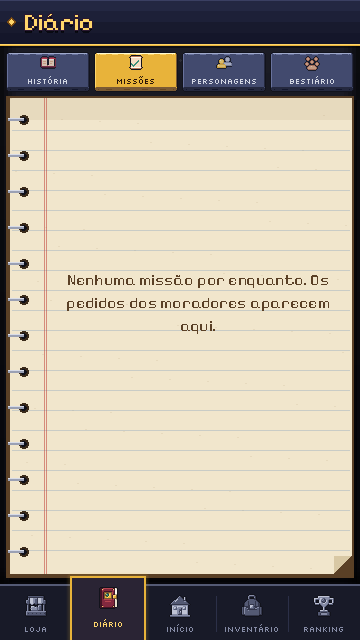 Diário
HISTÓRIA
MISSÕES
PERSONAGENS
BESTIÁRIO
Nenhuma missão por enquanto. Os
pedidos dos moradores aparecem
aqui.
LOJA
DIÁRIO
INÍCIO
INVENTÁRIO
RANKING